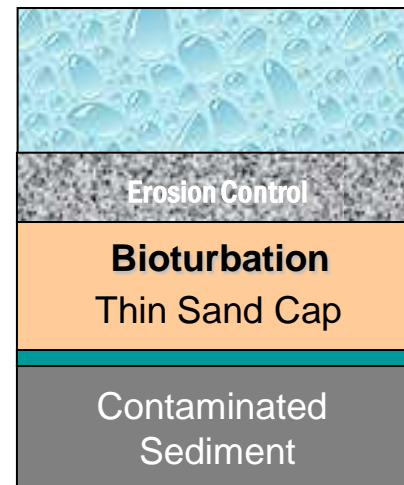 Erosion Control
Bioturbation
Thin Sand Cap
Contaminated
Sediment